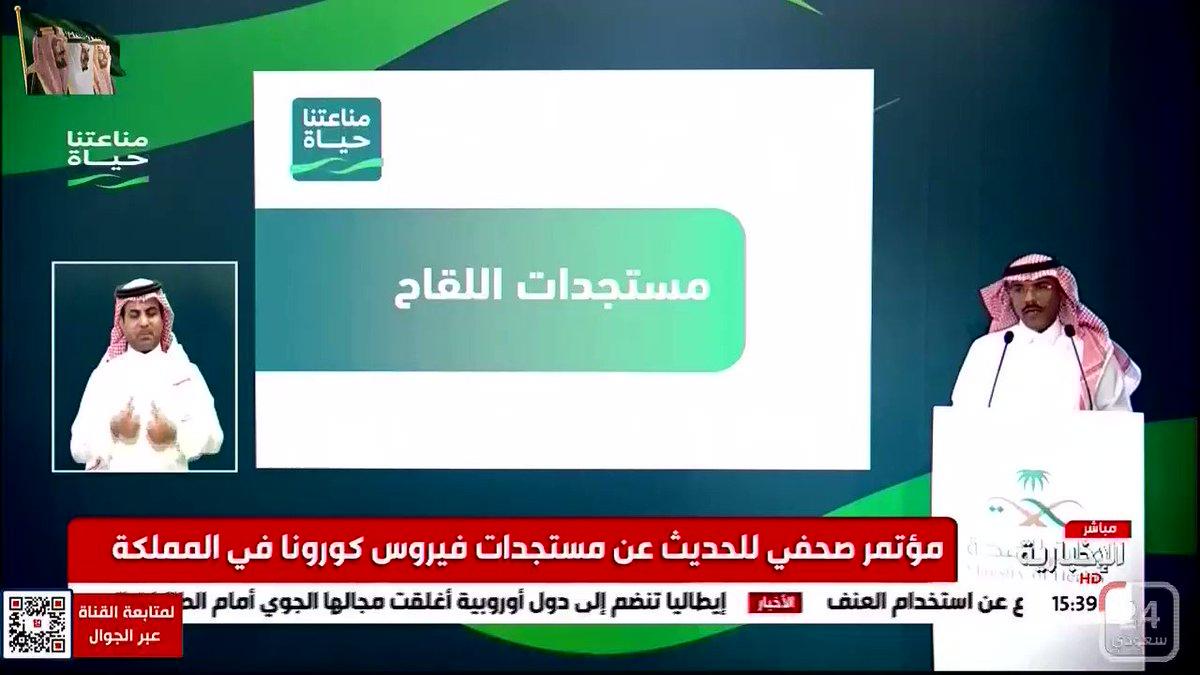 مناعتنا
حياة
مناعتنا
حياة
مستجدات اللقاح
مباشر
الإخبارية
HD
مؤتمر صحفي للحديث عن مستجدات فيروس كورونا في المملكة
15:39
ع عن استخدام العنف
الأخبار
إيطاليا تنضم إلى دول أوروبية أغلقت مجالها الجوي أمام
لمتابعة القناة
عبر الجوال
24
سعودي